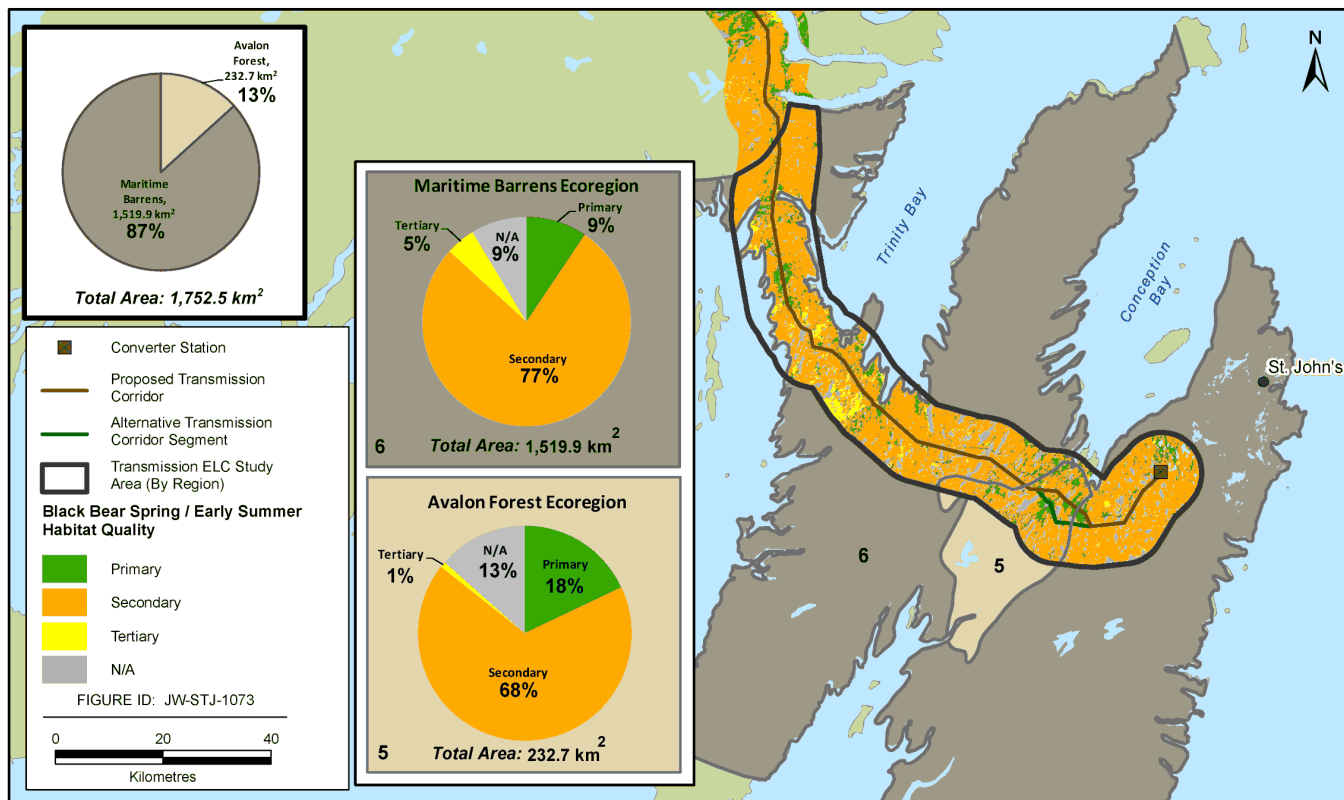 Avalon
Forest,
232.7 km²
13%
Maritime
Barrens,
1,519.9 km²
87%
Total Area: 1,752.5 km²
Converter Station
Proposed Transmission
Corridor
Alternative Transmission
Corridor Segment
Transmission ELC Study
Area (By Region)
Black Bear Spring / Early Summer
Habitat Quality
Primary
Secondary
Tertiary
N/A
FIGURE ID: JW-STJ-1073
0 20 40
Kilometres
Maritime Barrens Ecoregion
Primary
9%
Tertiary
5%
N/A
9%
Secondary
77%
6 Total Area: 1,519.9 km²
Avalon Forest Ecoregion
Tertiary
1%
N/A
13%
Primary
18%
Secondary
68%
5 Total Area: 232.7 km²
N
Trinity Bay
Conception
Bay
St. John's
6
5